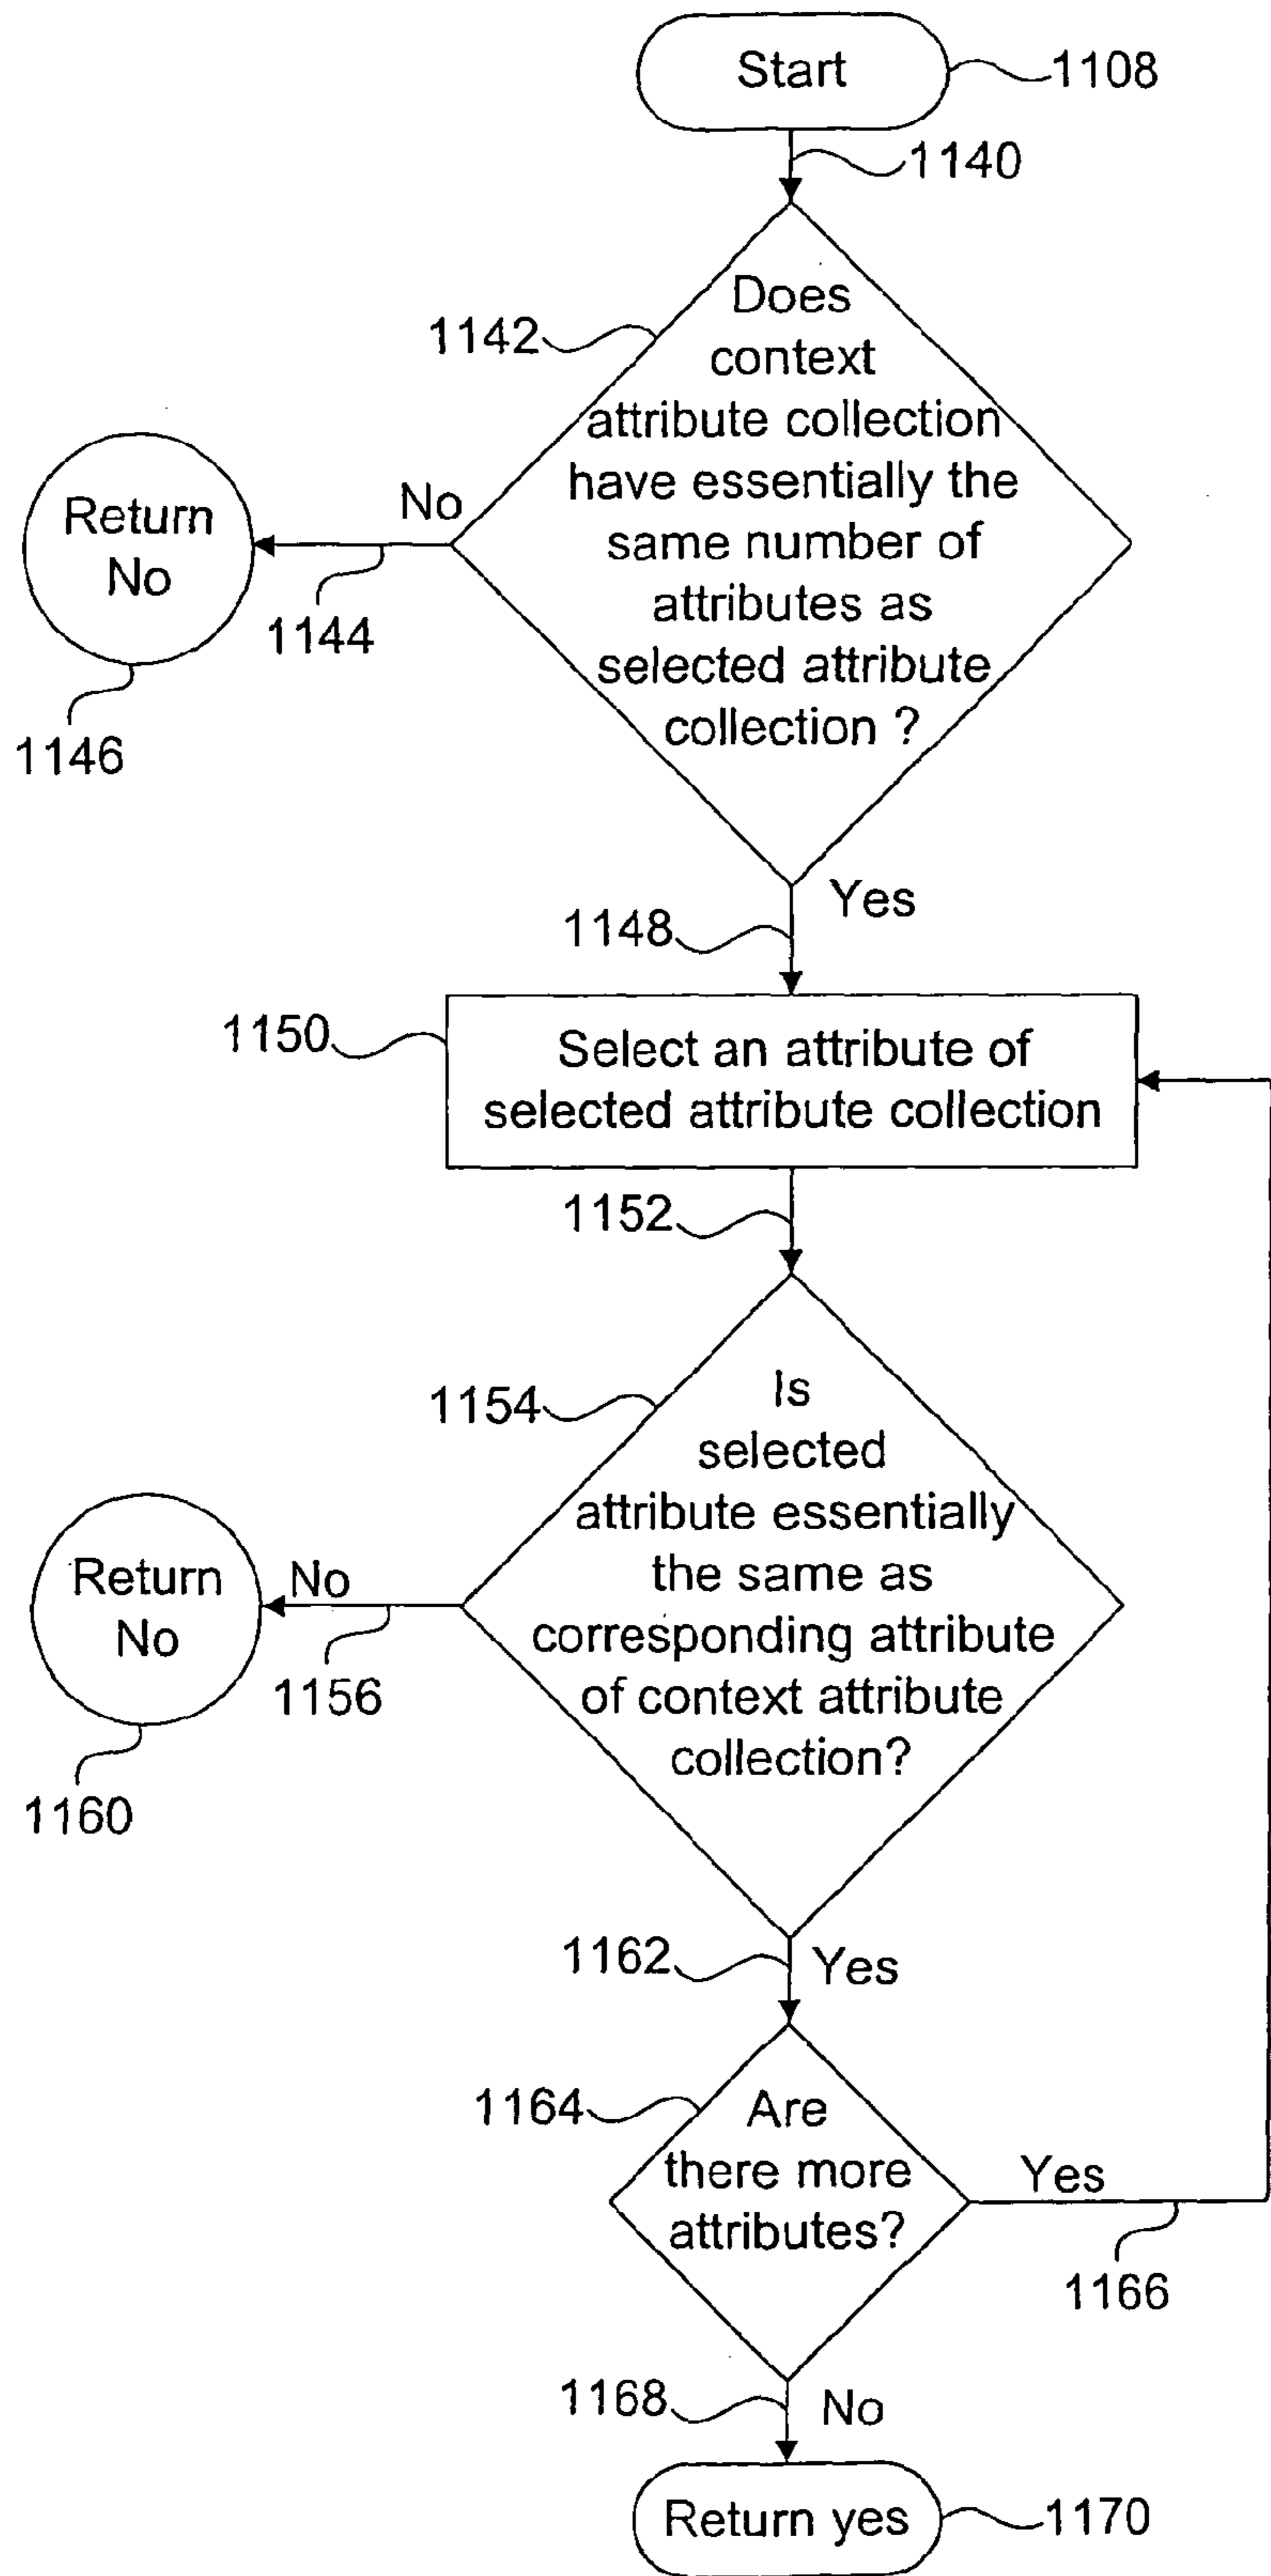 Start
1108
1140
1142
Does
context
attribute collection
have essentially the
same number of
attributes as
selected attribute
collection ?
No
Return
No
1144
1146
Yes
1148
1150
Select an attribute of
selected attribute collection
1152
1154
Is
selected
attribute essentially
the same as
corresponding attribute
of context attribute
collection?
No
Return
No
1156
1160
1162
Yes
1164
Are
there more
attributes?
Yes
1166
1168
No
Return yes
1170